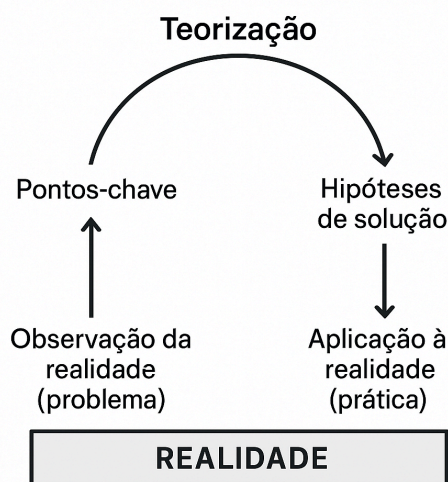 Teorização
Pontos-chave
Hipóteses
de solução
Observação da
realidade
(problema)
Aplicação à
realidade
(prática)
REALIDADE